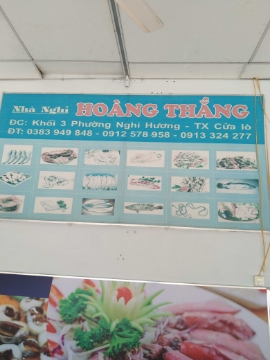 Nhà Nghỉ HOÀNG THẮNG
ĐC: Khối 3 Phường Nghi Hương - TX Cửa lò
ĐT: 0383 949 848 - 0912 578 958 - 0913 324 277